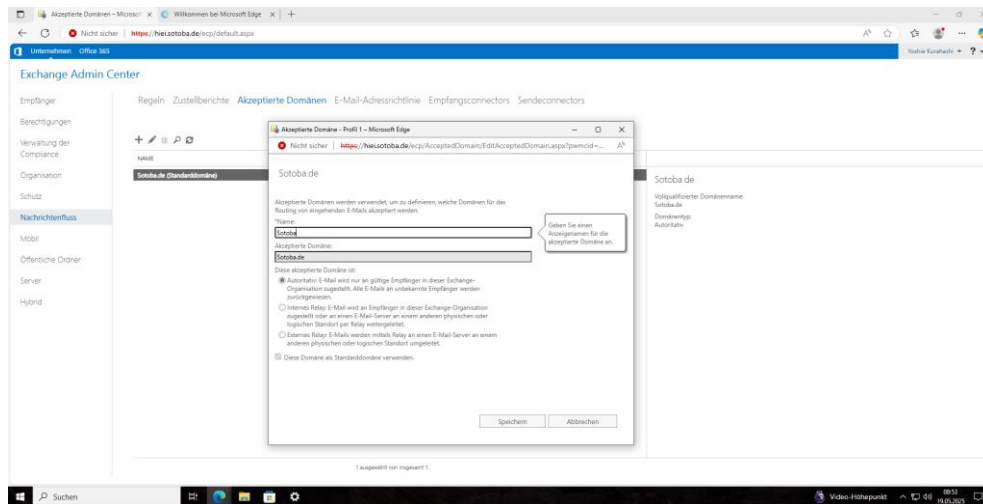 Akzeptierte Domänen – Microsof
Willkommen bei Microsoft Edge
Nicht sicher | https://hiei.sotoba.de/ecp/default.aspx
Unternehmen Office 365
Yoshie Kurahashi
?
Exchange Admin Center
Empfänger
Berechtigungen
Verwaltung der
Compliance
Organisation
Schutz
Nachrichtenfluss
Mobil
Öffentliche Ordner
Server
Hybrid
Regeln Zustellberichte Akzeptierte Domänen E-Mail-Adressrichtlinie Empfangsconnectors Sendeconnectors
NAME
Sotoba.de (Standarddomäne)
Akzeptierte Domäne - Profil 1 – Microsoft Edge
Nicht sicher | https://hiei.sotoba.de/ecp/AcceptedDomain/EditAcceptedDomain.aspx?pwmcid=...
Sotoba.de
Akzeptierte Domänen werden verwendet, um zu definieren, welche Domänen für das
Routing von eingehenden E-Mails akzeptiert werden.
*Name:
Sotoba
Geben Sie einen
Anzeigenamen für die
akzeptierte Domäne an.
Akzeptierte Domäne:
Sotoba.de
Diese akzeptierte Domäne ist:
Autoritativ: E-Mail wird nur an gültige Empfänger in dieser Exchange-
Organisation zugestellt. Alle E-Mails an unbekannte Empfänger werden
zurückgewiesen.
Internes Relay: E-Mail wird an Empfänger in dieser Exchange-Organisation
zugestellt oder an einen E-Mail-Server an einem anderen physischen oder
logischen Standort per Relay weitergeleitet.
Externes Relay: E-Mails werden mittels Relay an einen E-Mail-Server an einem
anderen physischen oder logischen Standort umgeleitet.
Diese Domäne als Standarddomäne verwenden.
Speichern
Abbrechen
Sotoba.de
Vollqualifizierter Domänenname:
Sotoba.de
Domänentyp:
Autoritativ
1 ausgewählt von insgesamt 1
Suchen
Video-Höhepunkt
08:53
19.05.2025